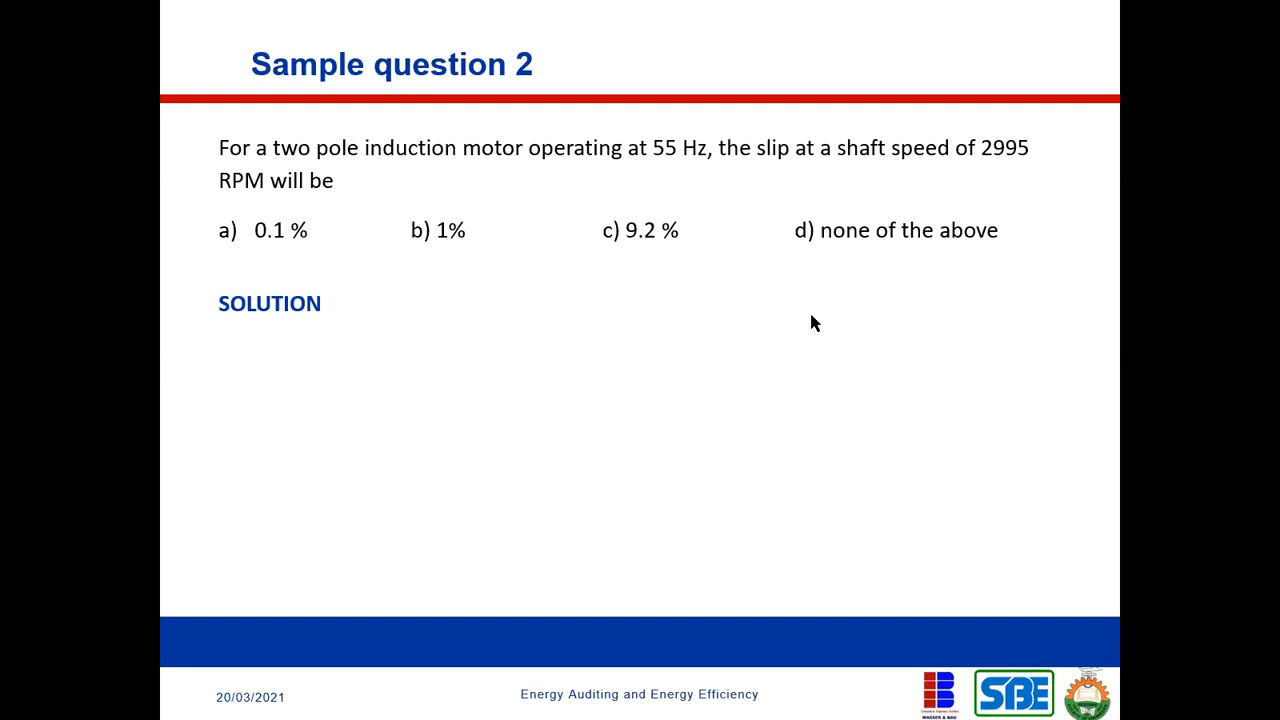 Sample question 2
For a two pole induction motor operating at 55 Hz, the slip at a shaft speed of 2995
RPM will be
a) 0.1 % b) 1% c) 9.2 % d) none of the above
SOLUTION
20/03/2021 Energy Auditing and Energy Efficiency
SBE
WASSER & BAU